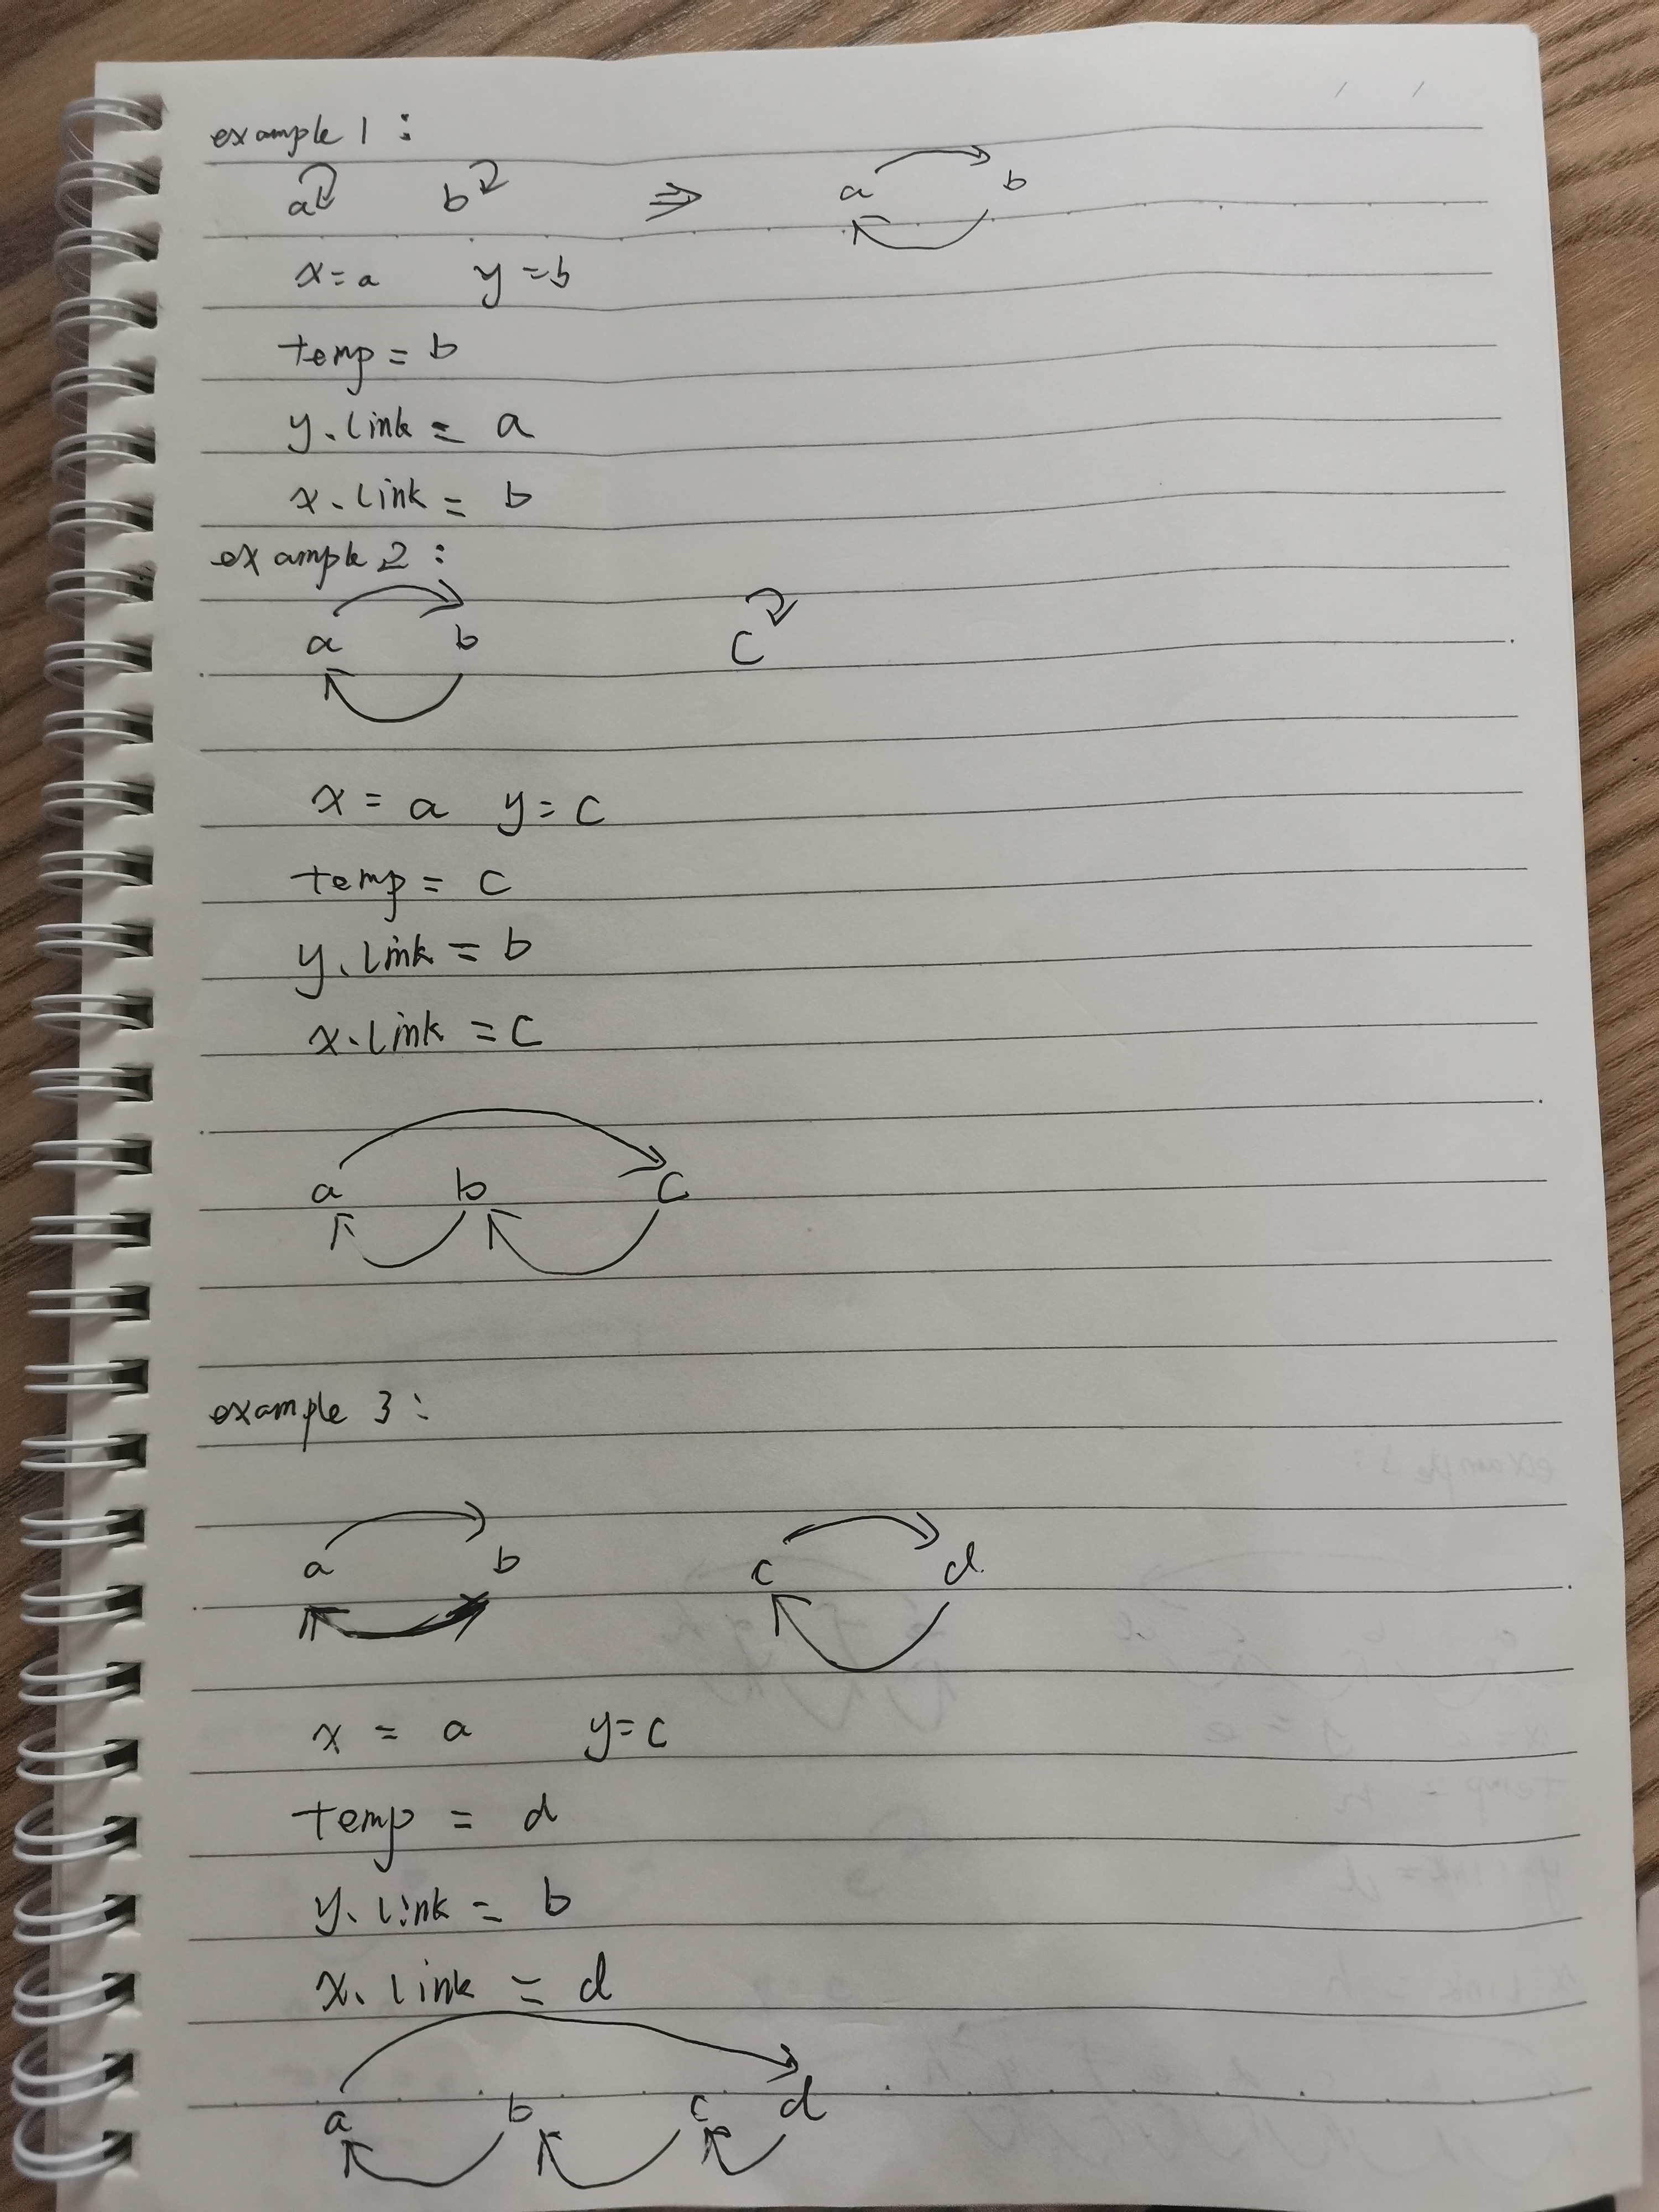 example 1 :
a b ⇒ a b
x = a y = b
temp = b
y. link = a
x. link = b
example 2 :
a b c
x = a y = c
temp = c
y. link = b
x. link = c
a b c
example 3 :
a b c d
x = a y = c
temp = d
y. link = b
x. link = d
a b c d